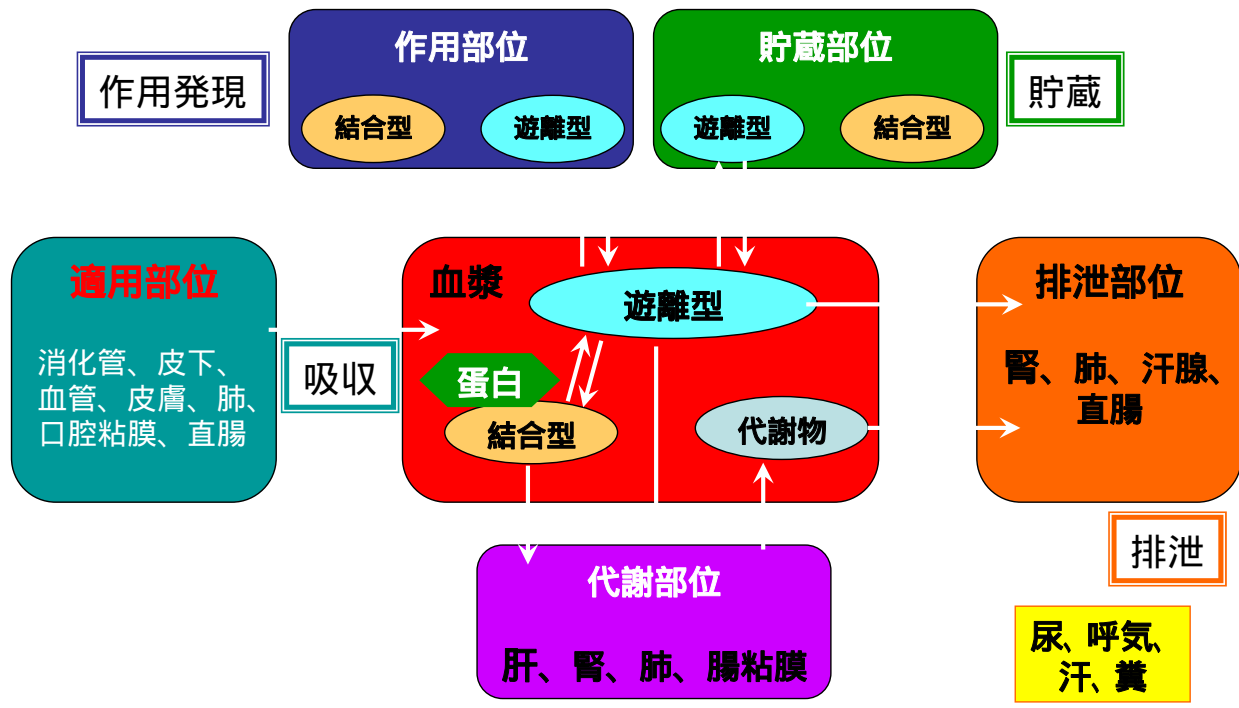 作用部位
貯蔵部位
作用発現
貯蔵
結合型
遊離型
遊離型
結合型
適用部位
消化管、皮下、
血管、皮膚、肺、
口腔粘膜、直腸
吸収
血漿
遊離型
蛋白
結合型
代謝物
排泄部位
腎、肺、汗腺、
直腸
排泄
代謝部位
肝、腎、肺、腸粘膜
尿、呼気、
汗、糞